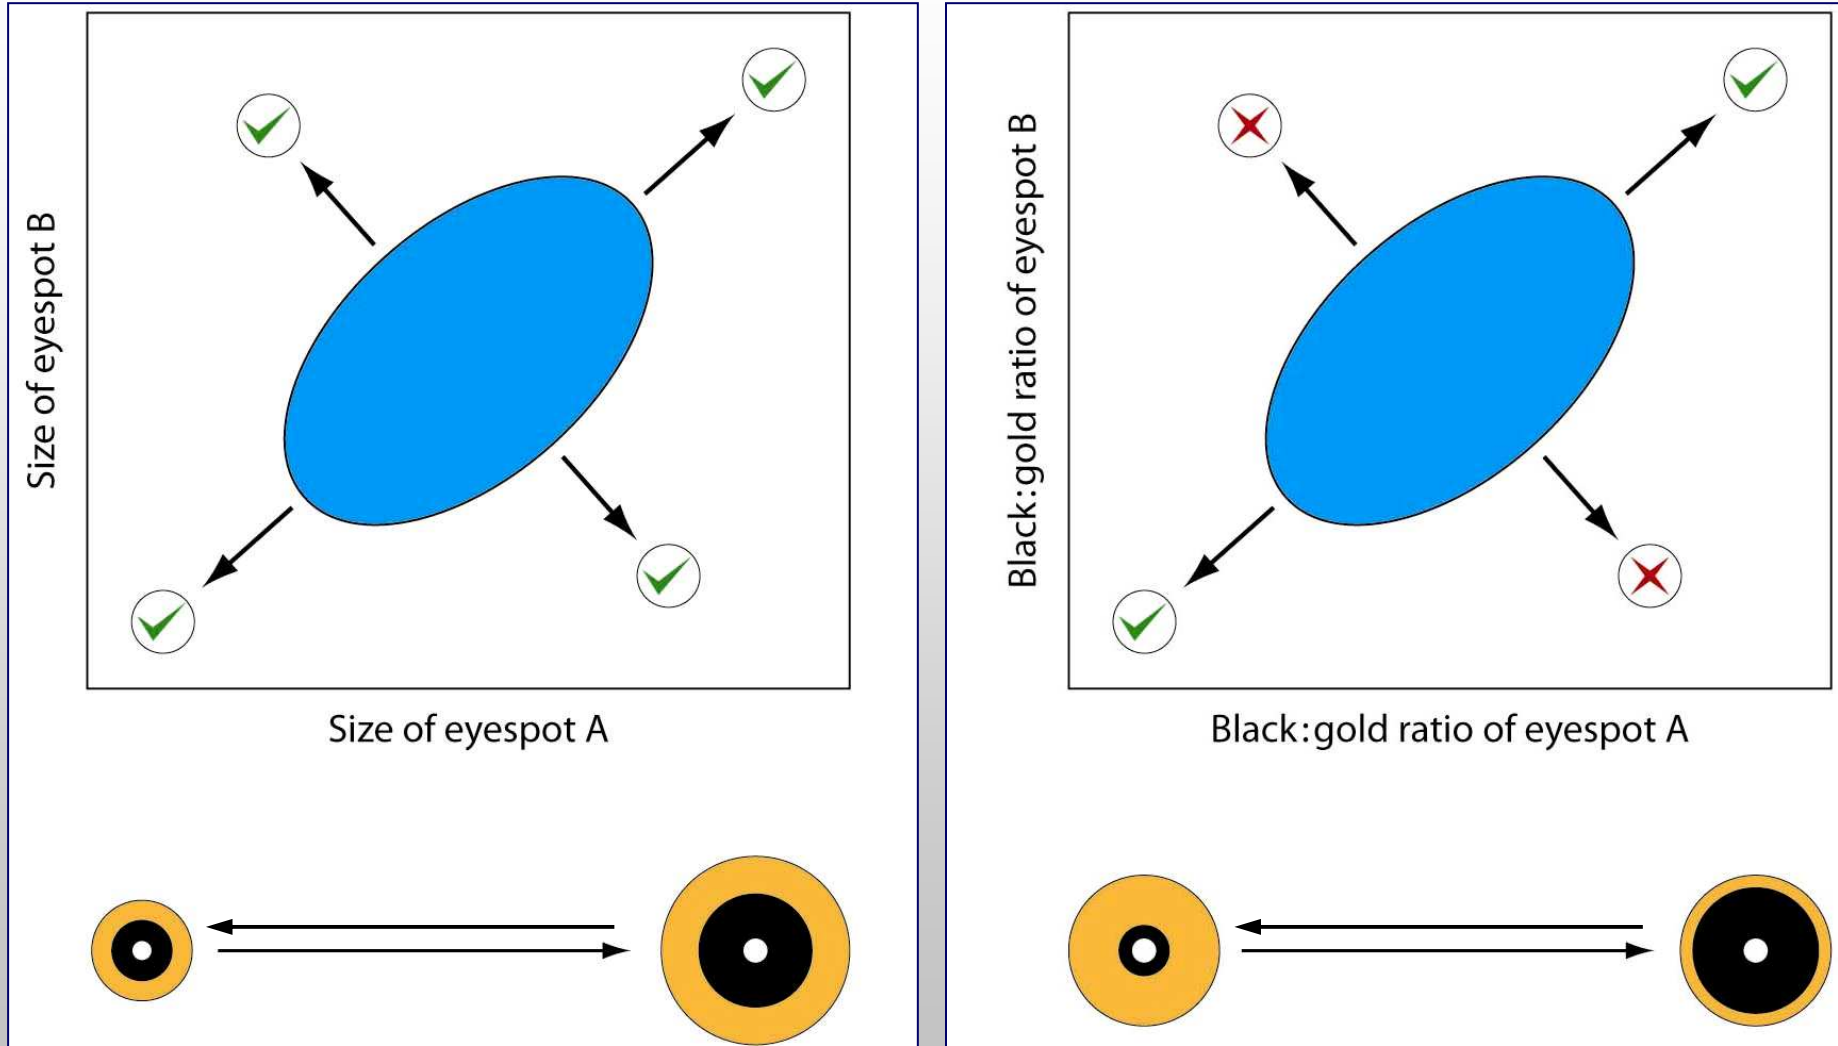 Size of eyespot B
Size of eyespot A
Black:gold ratio of eyespot B
Black:gold ratio of eyespot A